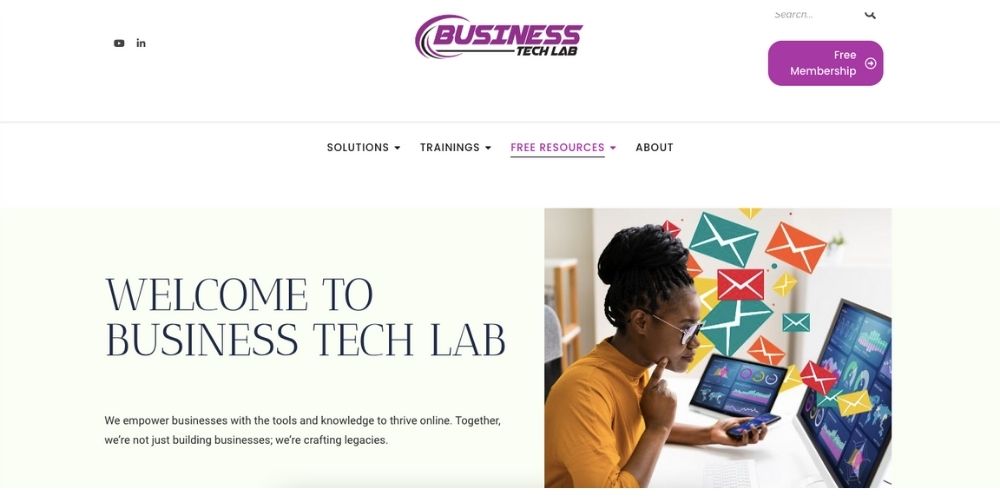 Search...
BUSINESS
TECH LAB
Free
Membership
SOLUTIONS
TRAININGS
FREE RESOURCES
ABOUT
WELCOME TO
BUSINESS TECH LAB
We empower businesses with the tools and knowledge to thrive online. Together,
we're not just building businesses; we're crafting legacies.